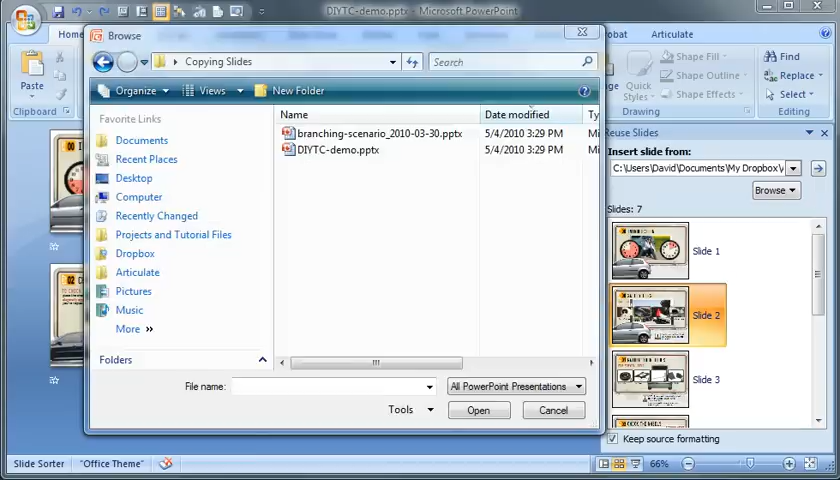 DIYTC-demo.pptx - Microsoft PowerPoint
Home
obat
Articulate
Paste
Clipboard
Quick
Styles
Shape Fill
Shape Outline
Shape Effects
Drawing
Find
Replace
Select
Editing
Browse
Copying Slides
Search
Organize
Views
New Folder
Favorite Links
Documents
Recent Places
Desktop
Computer
Recently Changed
Projects and Tutorial Files
Dropbox
Articulate
Pictures
Music
More »
Folders
Name
Date modified
Ty
branching-scenario_2010-03-30.pptx
5/4/2010 3:29 PM
Mi
DIYTC-demo.pptx
5/4/2010 3:29 PM
Mi
File name:
All PowerPoint Presentations
Tools
Open
Cancel
Reuse Slides
Insert slide from:
C:\Users\David\Documents\My Dropbox\
Browse
Slides: 7
Slide 1
Slide 2
Slide 3
Keep source formatting
Slide Sorter
"Office Theme"
66%